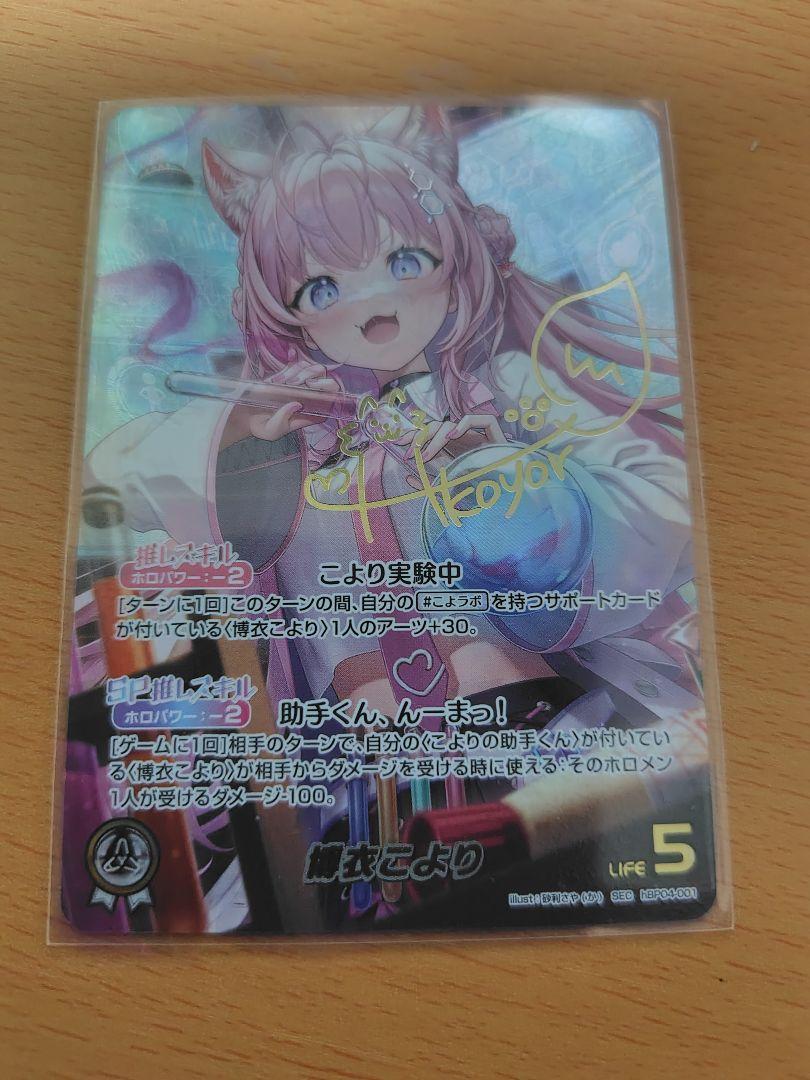 Hkoyori
推しスキル
ホロパワー:-2
こより実験中
[ターンに1回]このターンの間、自分の #こよラボ を持つサポートカード
が付いている〈博衣こより〉1人のアーツ+30。
SP推しスキル
ホロパワー:-2
助手くん、んーまっ!
[ゲームに1回]相手のターンで、自分の〈こよりの助手くん〉が付いてい
る〈博衣こより〉が相手からダメージを受ける時に使える:そのホロメン
1人が受けるダメージ-100。
博衣こより
LIFE 5
illust:砂利さや(か) SEC hBP04-001